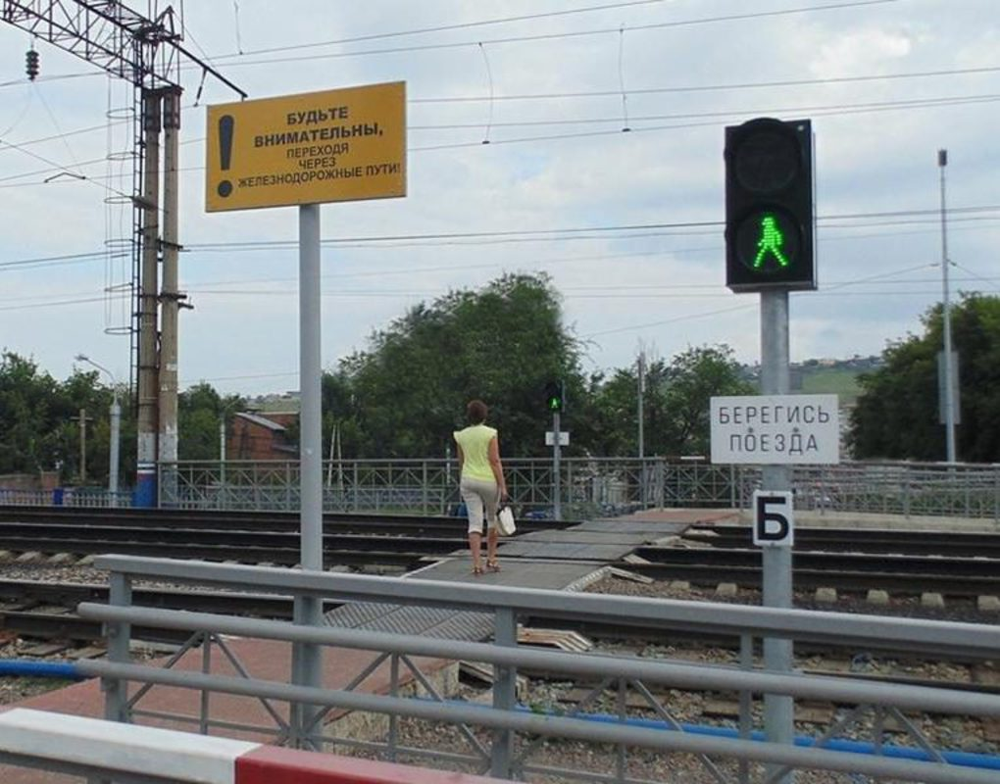 БУДЬТЕ
ВНИМАТЕЛЬНЫ,
ПЕРЕХОДЯ
ЧЕРЕЗ
ЖЕЛЕЗНОДОРОЖНЫЕ ПУТИ!
БЕРЕГИСЬ
ПОЕЗДА
Б